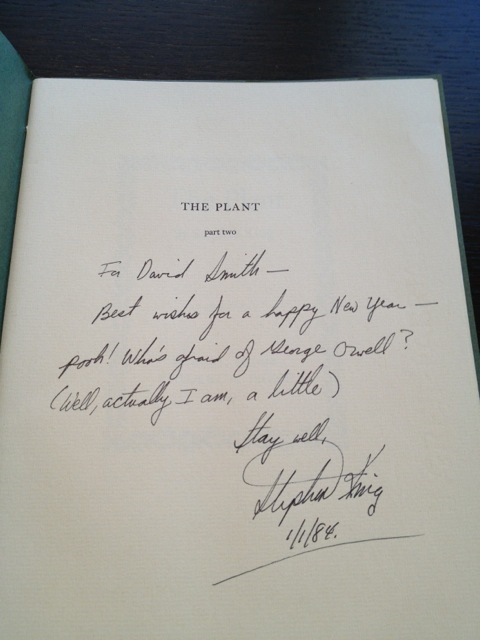 THE PLANT
part two
For David Smith —
Best wishes for a happy New Year —
pooh! Who's afraid of George Orwell?
(Well, actually I am, a little)
Stay well,
Stephen King
1/1/84.